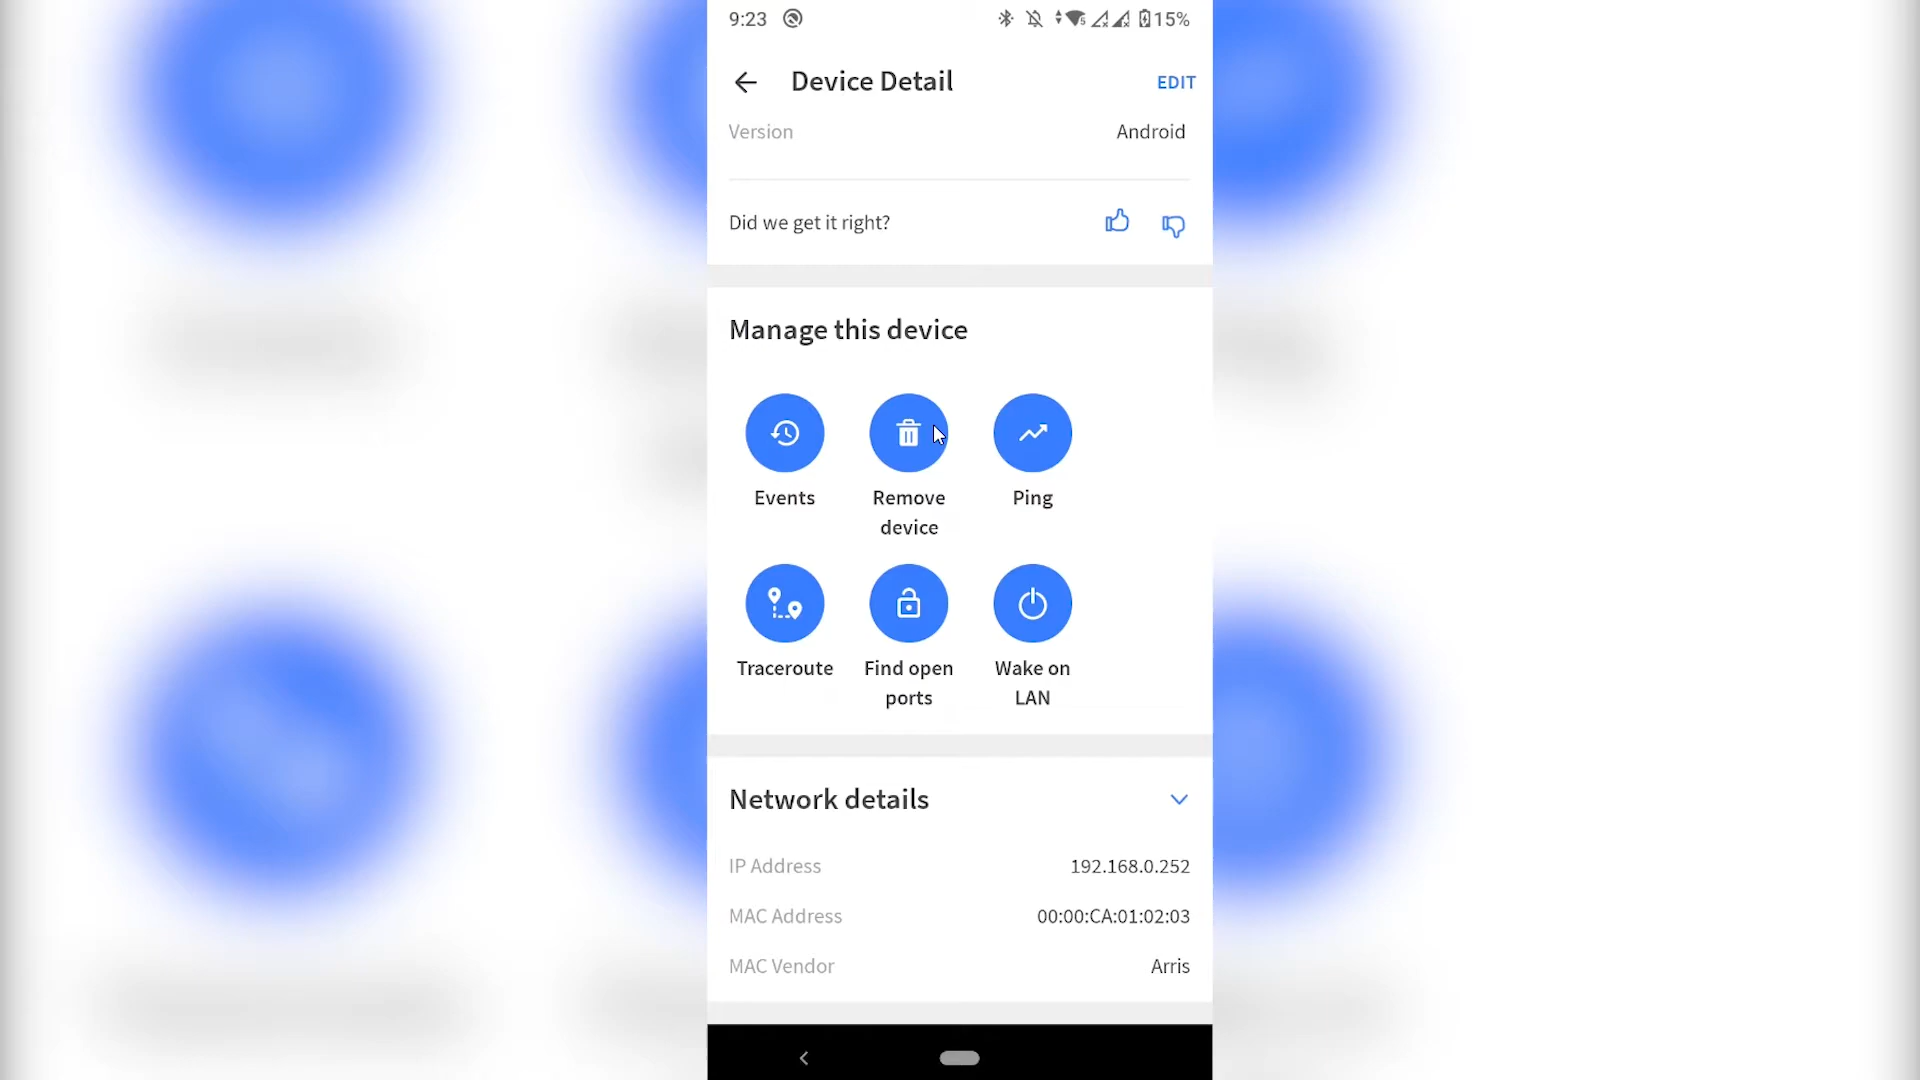 9:23
15%
Device Detail
EDIT
Version
Android
Did we get it right?
Manage this device
Events
Remove
device
Ping
Traceroute
Find open
ports
Wake on
LAN
Network details
IP Address
192.168.0.252
MAC Address
00:00:CA:01:02:03
MAC Vendor
Arris